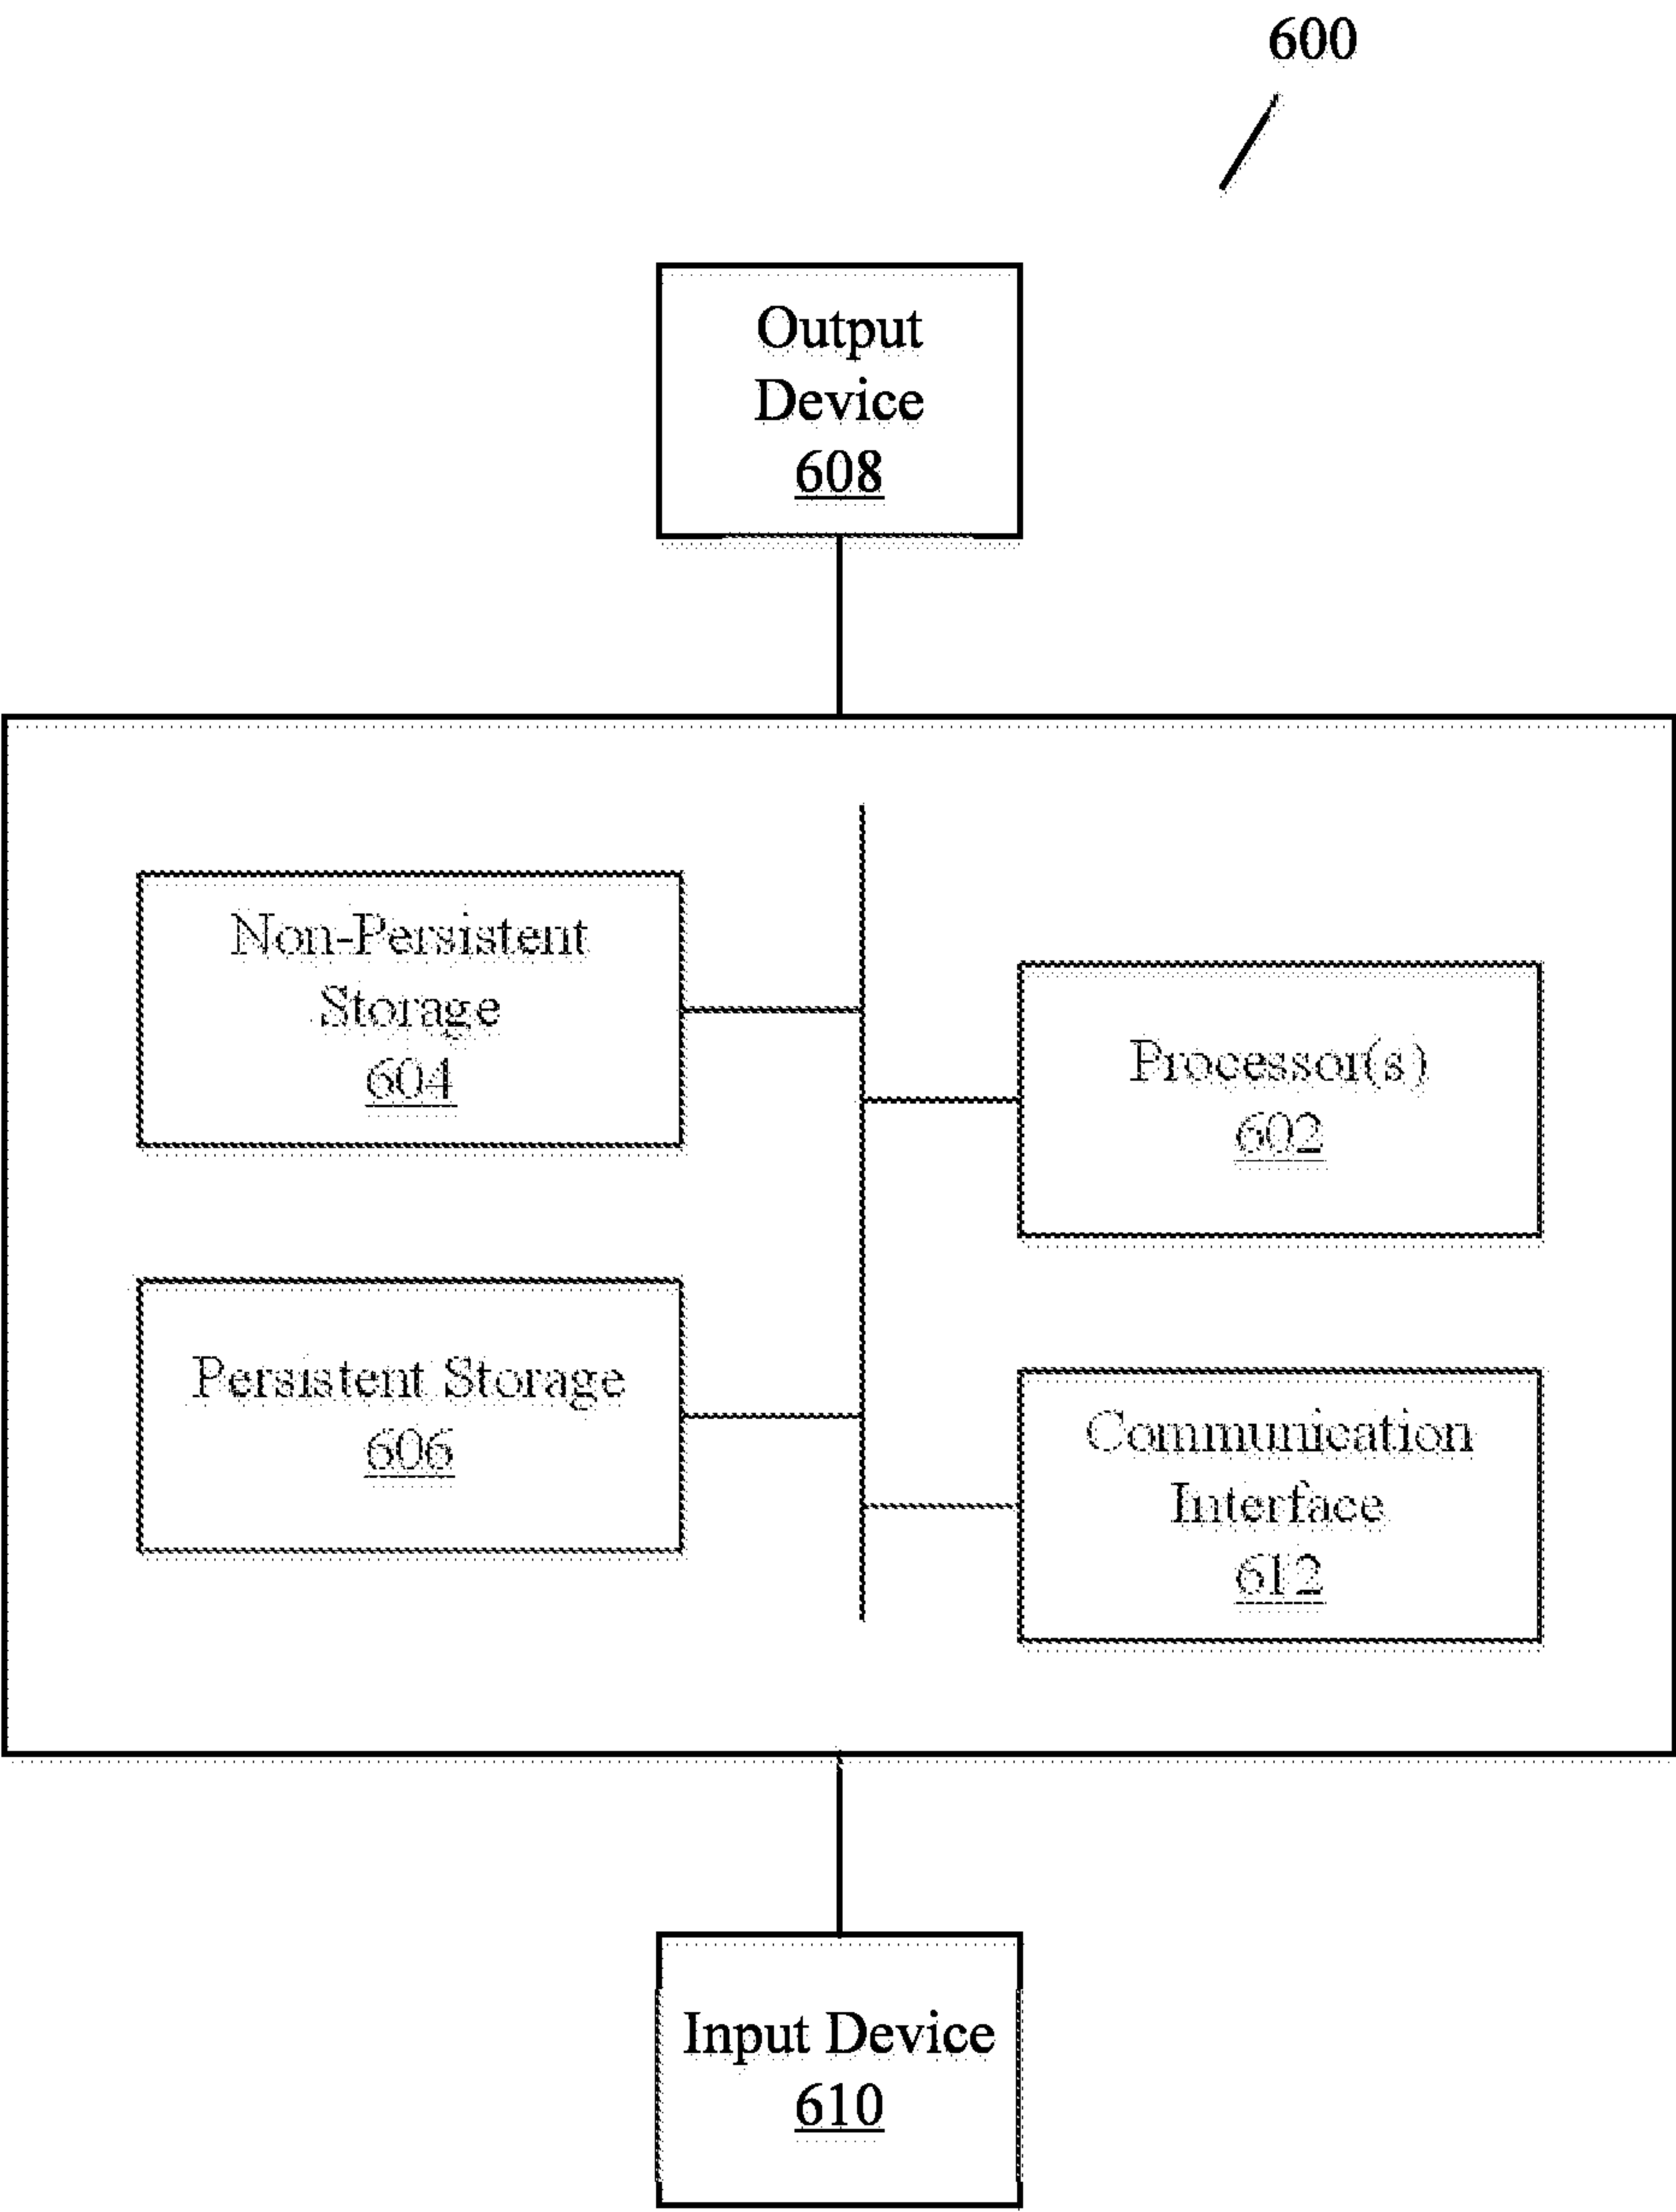 600
Output
Device
608
Non-Persistent
Storage
604
Processor(s)
602
Persistent Storage
606
Communication
Interface
612
Input Device
610